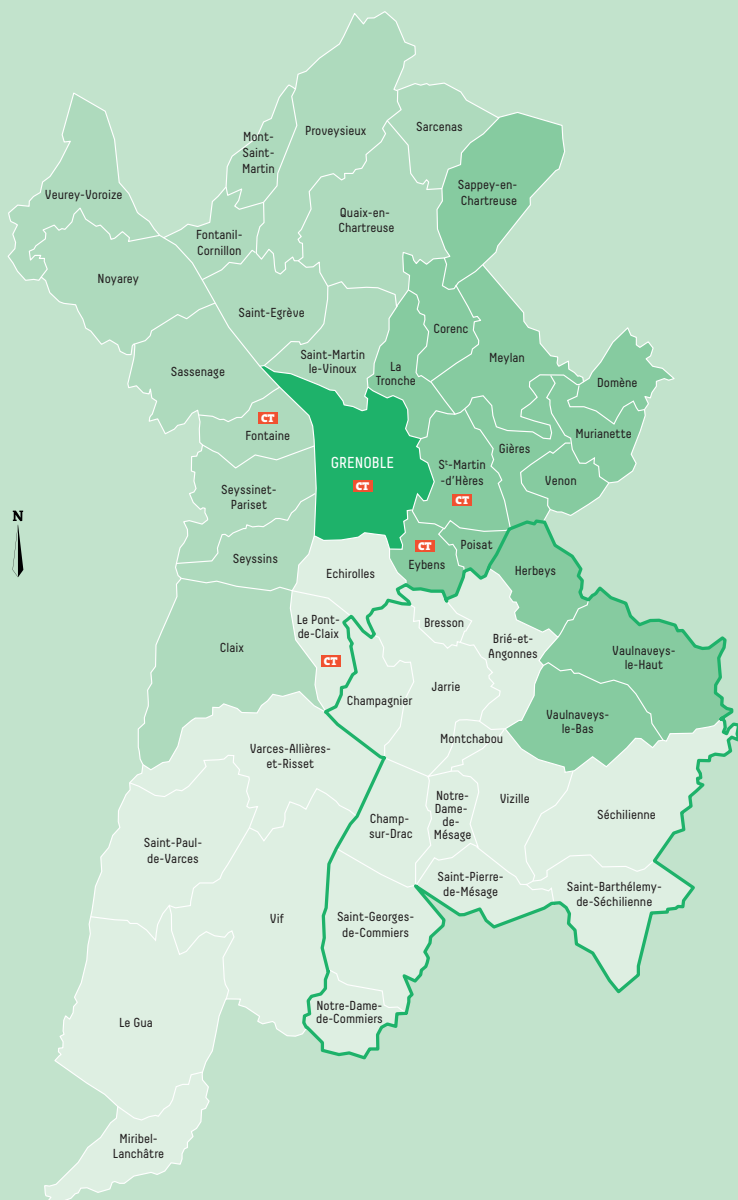 Proveysieux
Sarcenas
Mont-
Saint-
Martin
Sappey-en-
Chartreuse
Veurey-Voroize
Quaix-en-
Chartreuse
Fontanil-
Cornillon
Noyarey
Saint-Egrève
Corenc
Saint-Martin
le-Vinoux
Meylan
La
Tronche
Sassenage
Domène
CT
Fontaine
Murianette
Gières
GRENOBLE
CT
St-Martin
-d'Hères
CT
Venon
Seyssinet-
Pariset
N
CT
Eybens
Poisat
Seyssins
Echirolles
Herbeys
Le Pont-
de-Claix
CT
Bresson
Brié-et-
Angonnes
Claix
Vaulnaveys-
le-Haut
Jarrie
Champagnier
Vaulnaveys-
le-Bas
Montchabou
Varces-Allières-
et-Risset
Notre-
Dame-
de-
Mésage
Vizille
Séchilienne
Champ-
sur-Drac
Saint-Paul-
de-Varces
Saint-Pierre-
de-Mésage
Saint-Barthélemy-
de-Séchilienne
Vif
Saint-Georges-
de-Commiers
Notre-Dame-
de-Commiers
Le Gua
Miribel-
Lanchâtre